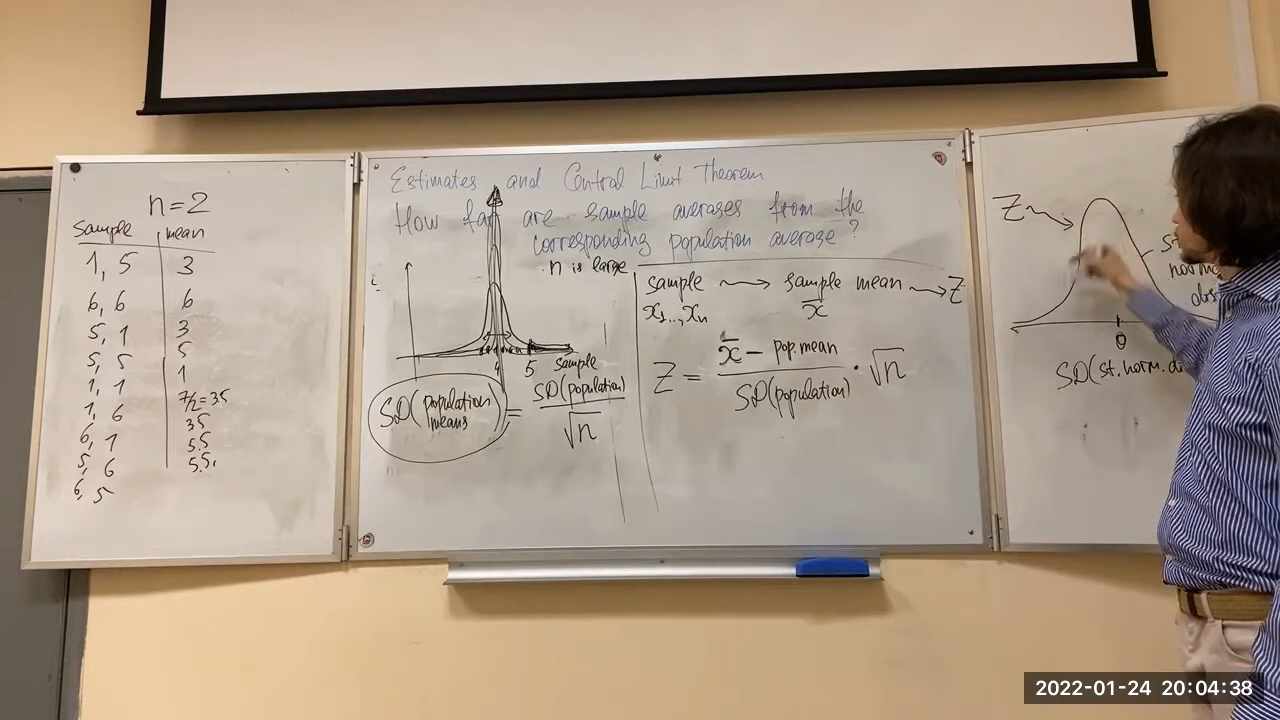 n=2
sample mean
1, 5 3
6, 6 6
5, 1 3
5, 5 5
1, 1 1
1, 6 7/2=3.5
6, 1 3.5
5, 6 5.5
6, 5 5.5
Estimates and Central Limit Theorem
How far are sample averages from the
corresponding population average?
n is large
4 5
sample
SD(population means) = SD(population) / √n
sample → sample mean → Z
x₁..,xₙ x̄
Z = x̄ - pop.mean / SD(population) · √n
Z
0
SD(st.norm.
2022-01-24 20:04:38